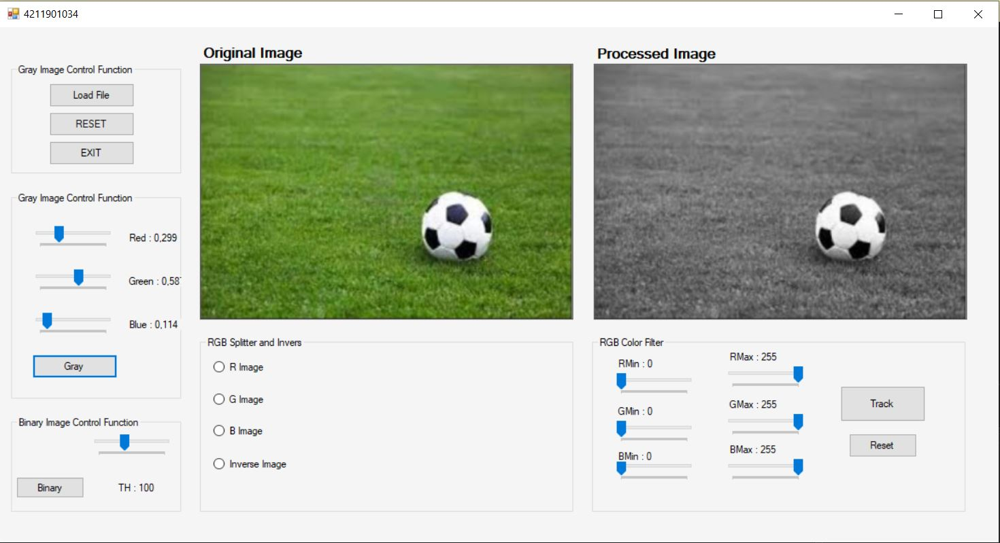 4211901034
Original Image
Processed Image
Gray Image Control Function
Load File
RESET
EXIT
Gray Image Control Function
Red : 0,299
Green : 0,587
Blue : 0,114
Gray
Binary Image Control Function
Binary
TH : 100
RGB Splitter and Invers
R Image
G Image
B Image
Inverse Image
RGB Color Filter
RMin : 0
RMax : 255
GMin : 0
GMax : 255
BMin : 0
BMax : 255
Track
Reset